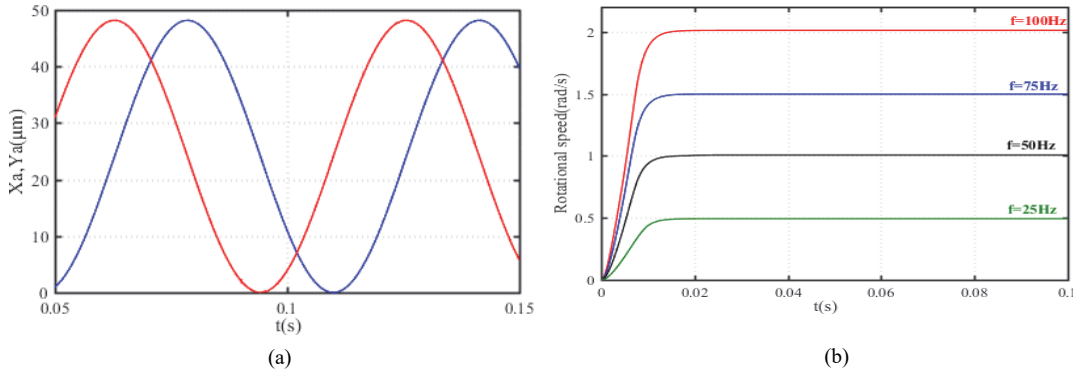 50
40
30
20
10
0
Xa,Ya(μm)
0.05
0.1
0.15
t(s)
(a)
2
1.5
1
0.5
0
Rotational speed(rad/s)
f=100Hz
f=75Hz
f=50Hz
f=25Hz
0
0.02
0.04
0.06
0.08
0.1
t(s)
(b)